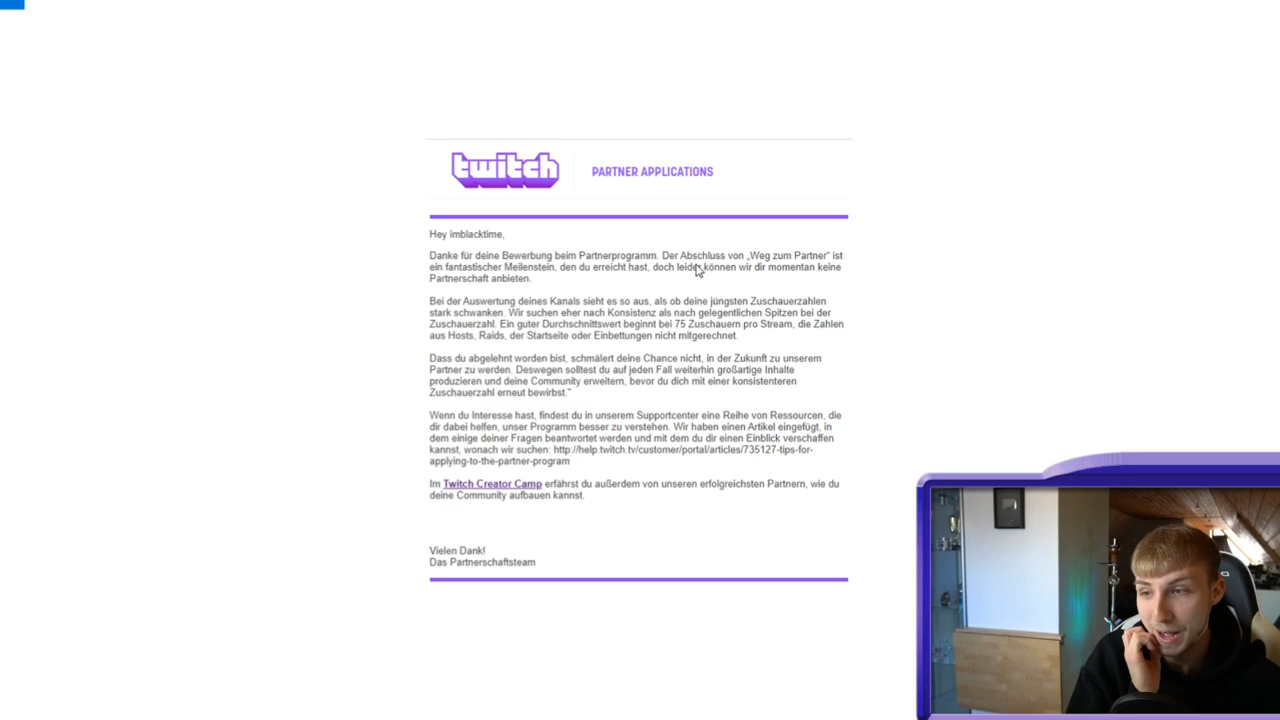 twitch
PARTNER APPLICATIONS
Hey imblacktime,
Danke für deine Bewerbung beim Partnerprogramm. Der Abschluss von „Weg zum Partner“ ist
ein fantastischer Meilenstein, den du erreicht hast, doch leider können wir dir momentan keine
Partnerschaft anbieten.
Bei der Auswertung deines Kanals sieht es so aus, als ob deine jüngsten Zuschauerzahlen
stark schwanken. Wir suchen eher nach Konsistenz als nach gelegentlichen Spitzen bei der
Zuschauerzahl. Ein guter Durchschnittswert beginnt bei 75 Zuschauern pro Stream, die Zahlen
aus Hosts, Raids, der Startseite oder Einbettungen nicht mitgerechnet.
Dass du abgelehnt worden bist, schmälert deine Chance nicht, in der Zukunft zu unserem
Partner zu werden. Deswegen solltest du auf jeden Fall weiterhin großartige Inhalte
produzieren und deine Community erweitern, bevor du dich mit einer konsistenteren
Zuschauerzahl erneut bewirbst."
Wenn du Interesse hast, findest du in unserem Supportcenter eine Reihe von Ressourcen, die
dir dabei helfen, unser Programm besser zu verstehen. Wir haben einen Artikel eingefügt, in
dem einige deiner Fragen beantwortet werden und mit dem du dir einen Einblick verschaffen
kannst, wonach wir suchen: http://help.twitch.tv/customer/portal/articles/735127-tips-for-
applying-to-the-partner-program
Im Twitch Creator Camp erfährst du außerdem von unseren erfolgreichsten Partnern, wie du
deine Community aufbauen kannst.
Vielen Dank!
Das Partnerschaftsteam